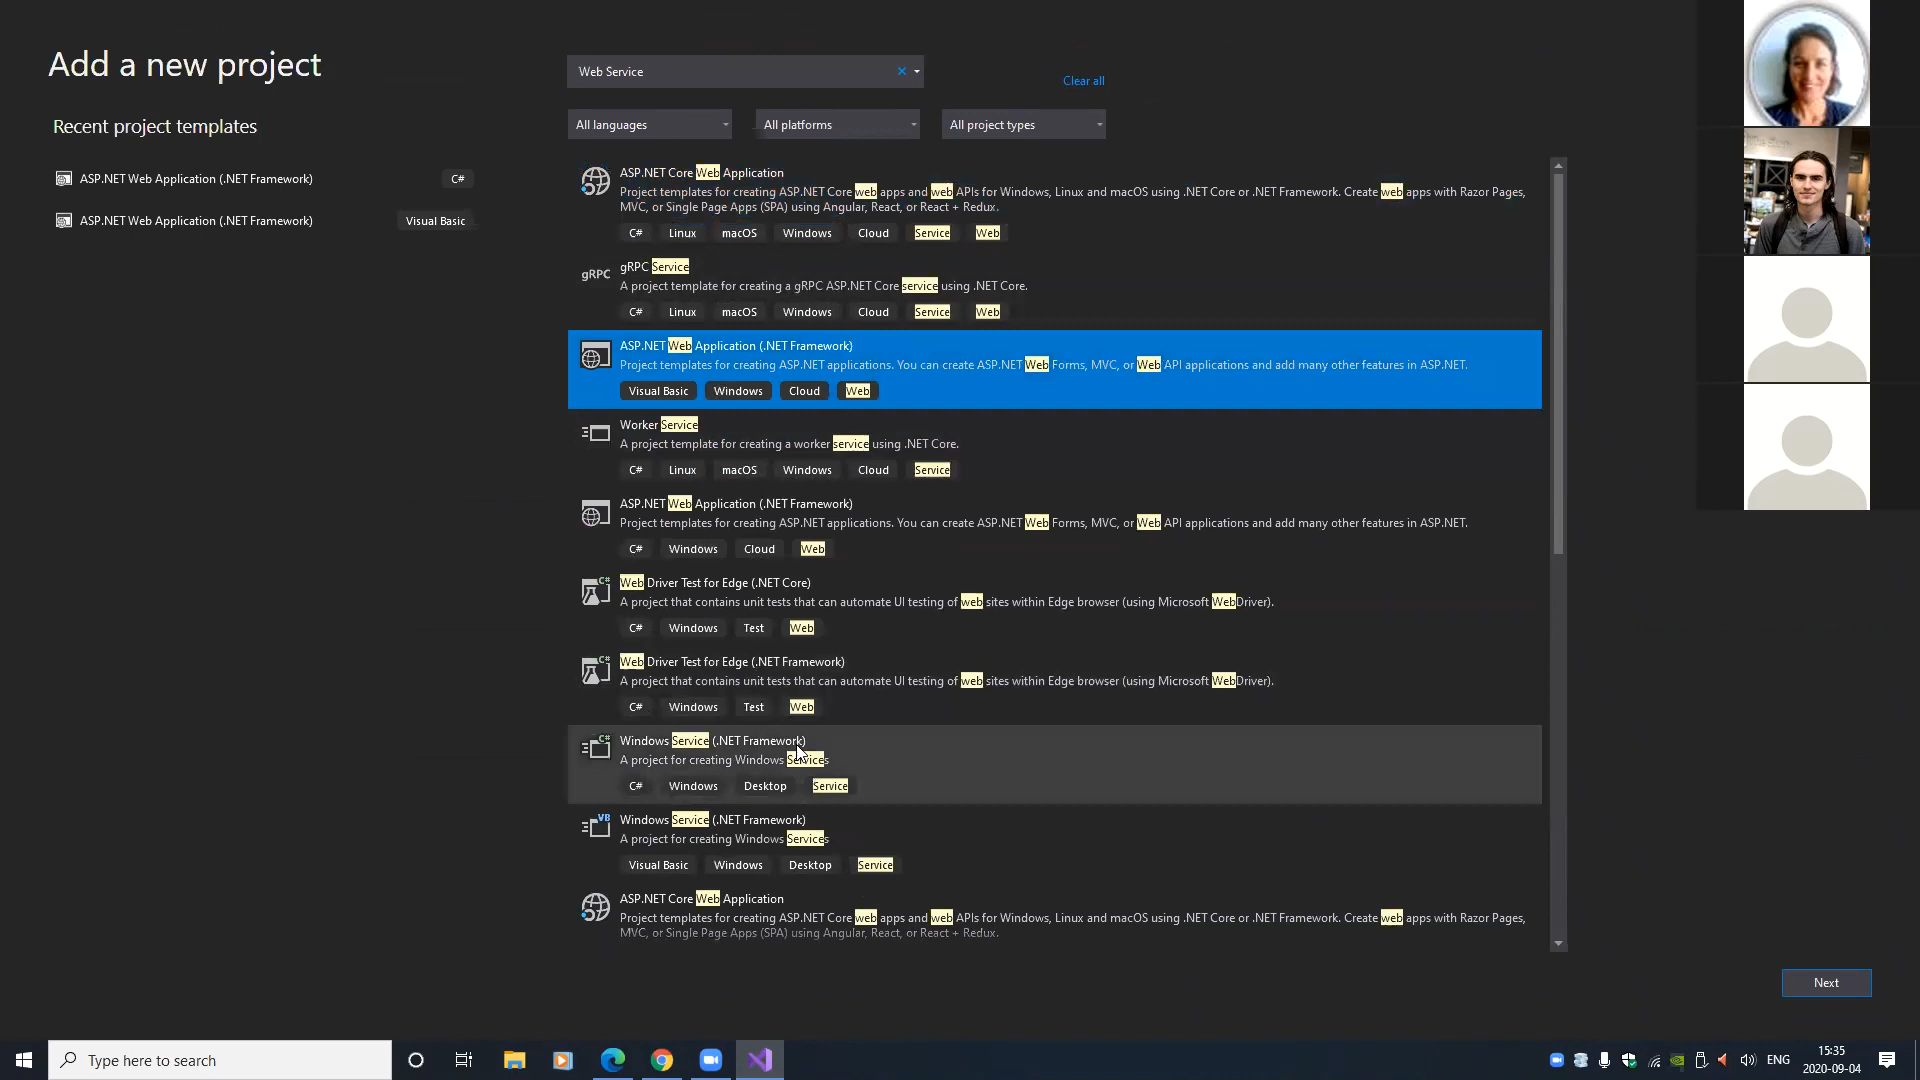 Add a new project
Recent project templates
ASP.NET Web Application (.NET Framework)
C#
ASP.NET Web Application (.NET Framework)
Visual Basic
Web Service
Clear all
All languages
All platforms
All project types
ASP.NET Core Web Application
Project templates for creating ASP.NET Core web apps and web APIs for Windows, Linux and macOS using .NET Core or .NET Framework. Create web apps with Razor Pages,
MVC, or Single Page Apps (SPA) using Angular, React, or React + Redux.
C# Linux macOS Windows Cloud Service Web
gRPC
gRPC Service
A project template for creating a gRPC ASP.NET Core service using .NET Core.
C# Linux macOS Windows Cloud Service Web
ASP.NET Web Application (.NET Framework)
Project templates for creating ASP.NET applications. You can create ASP.NET Web Forms, MVC, or Web API applications and add many other features in ASP.NET.
Visual Basic Windows Cloud Web
Worker Service
A project template for creating a worker service using .NET Core.
C# Linux macOS Windows Cloud Service
ASP.NET Web Application (.NET Framework)
Project templates for creating ASP.NET applications. You can create ASP.NET Web Forms, MVC, or Web API applications and add many other features in ASP.NET.
C# Windows Cloud Web
C#
Web Driver Test for Edge (.NET Core)
A project that contains unit tests that can automate UI testing of web sites within Edge browser (using Microsoft WebDriver).
C# Windows Test Web
C#
Web Driver Test for Edge (.NET Framework)
A project that contains unit tests that can automate UI testing of web sites within Edge browser (using Microsoft WebDriver).
C# Windows Test Web
C#
Windows Service (.NET Framework)
A project for creating Windows Services
C# Windows Desktop Service
VB
Windows Service (.NET Framework)
A project for creating Windows Services
Visual Basic Windows Desktop Service
ASP.NET Core Web Application
Project templates for creating ASP.NET Core web apps and web APIs for Windows, Linux and macOS using .NET Core or .NET Framework. Create web apps with Razor Pages,
MVC, or Single Page Apps (SPA) using Angular, React, or React + Redux.
Next
Type here to search
ENG
15:35
2020-09-04